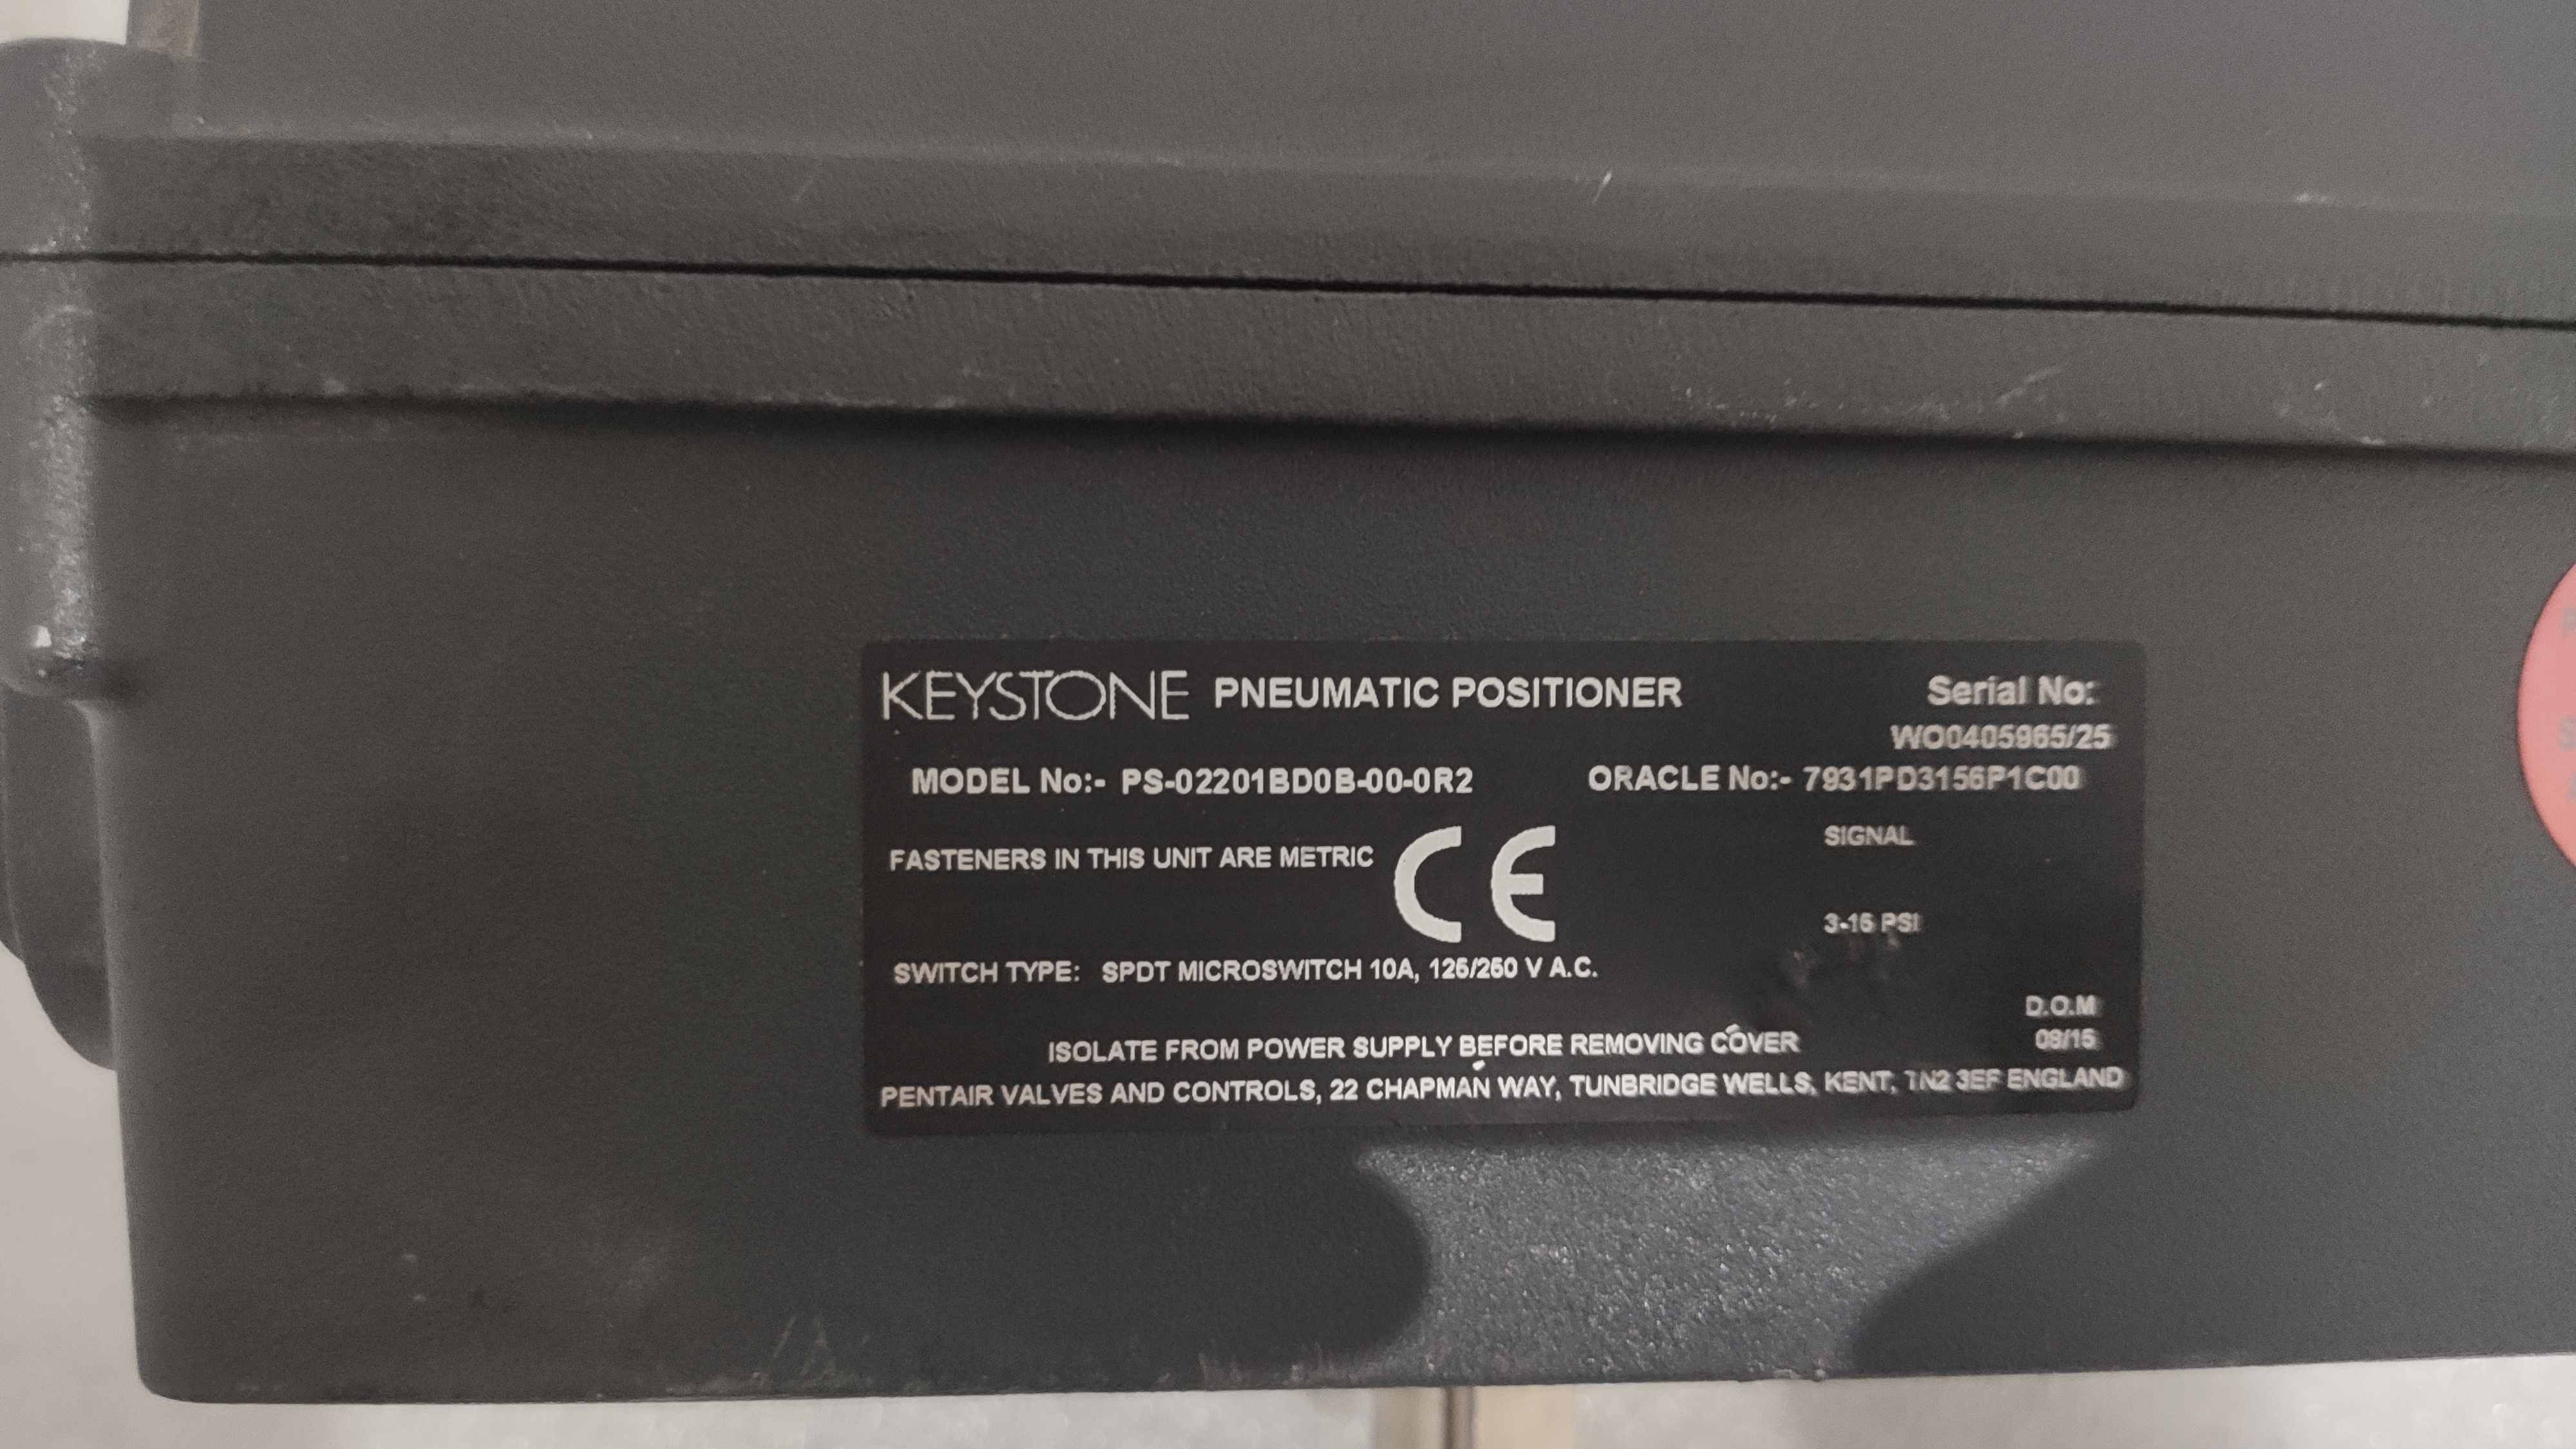 KEYSTONE PNEUMATIC POSITIONER
Serial No:
WO0405965/25
MODEL No:- PS-02201BD0B-00-0R2
ORACLE No:- 7931PD3156P1C00
FASTENERS IN THIS UNIT ARE METRIC
CE
SIGNAL
3-15 PSI
SWITCH TYPE: SPDT MICROSWITCH 10A, 125/250 V A.C.
D.O.M
09/15
ISOLATE FROM POWER SUPPLY BEFORE REMOVING COVER
PENTAIR VALVES AND CONTROLS, 22 CHAPMAN WAY, TUNBRIDGE WELLS, KENT, TN2 3EF ENGLAND